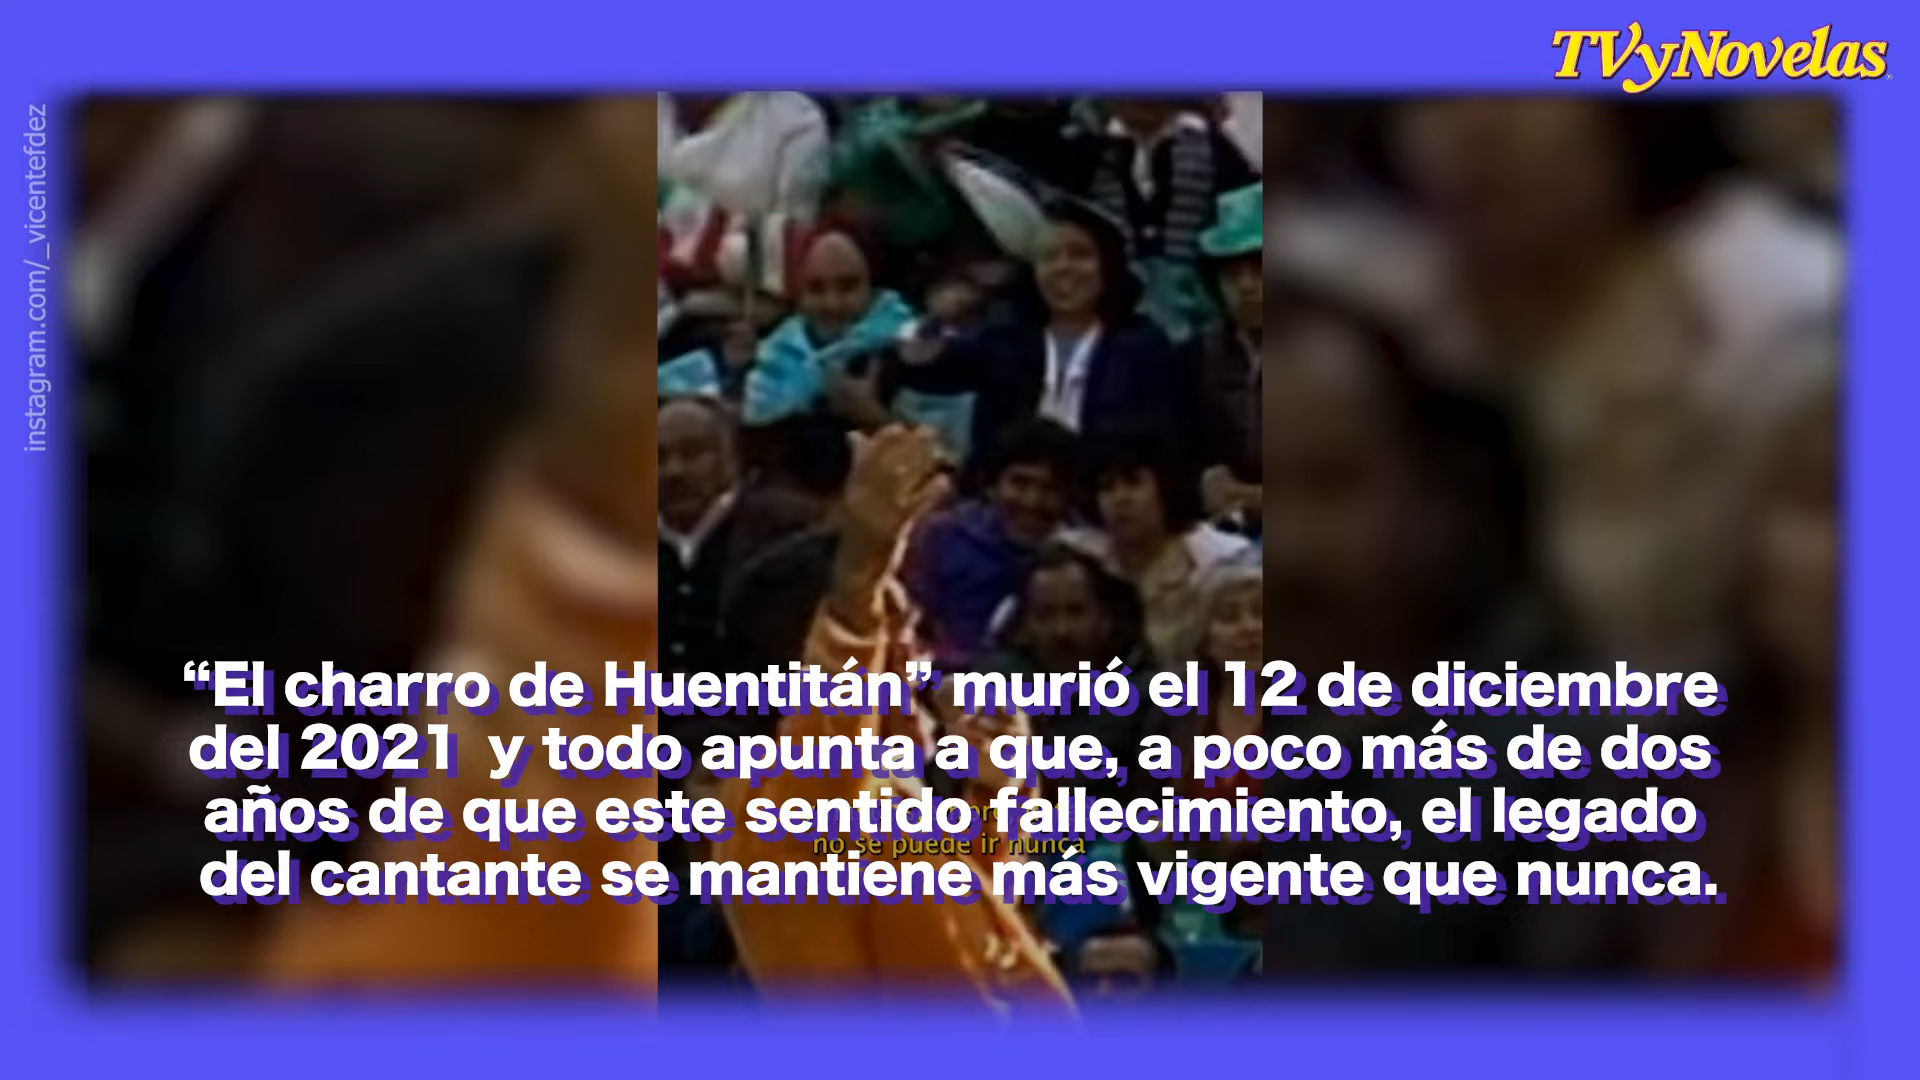 TVyNovelas
instagram.com/_vicentefdez
“El charro de Huentitán” murió el 12 de diciembre
del 2021 y todo apunta a que, a poco más de dos
años de que este sentido fallecimiento, el legado
del cantante se mantiene más vigente que nunca.
no se puede ir nunca